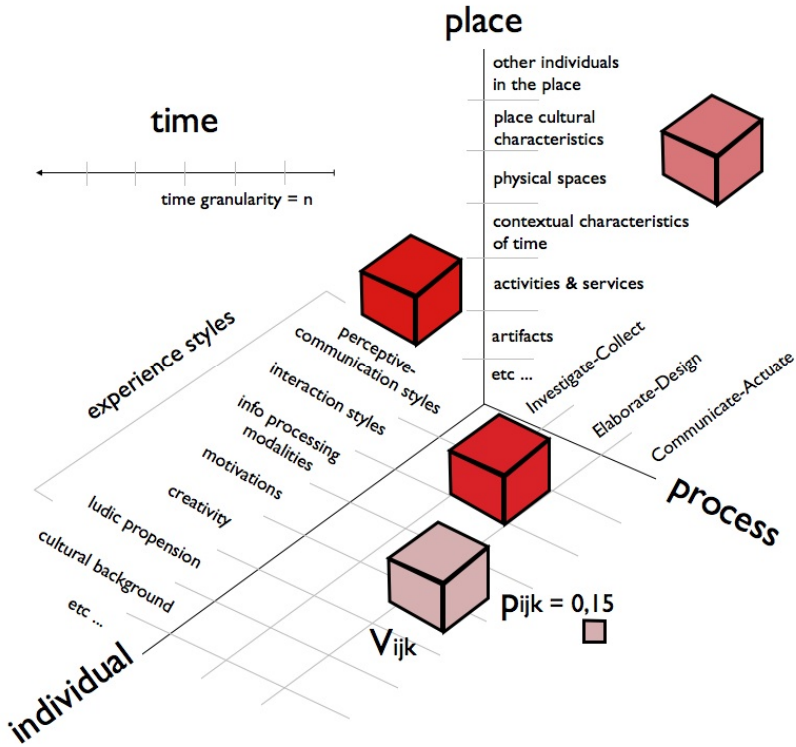 place
other individuals
in the place
place cultural
characteristics
physical spaces
contextual characteristics
of time
activities & services
artifacts
etc ...
time
time granularity = n
experience styles
perceptive-
communication styles
interaction styles
info processing
modalities
motivations
creativity
ludic propension
cultural background
etc ...
individual
Investigate-Collect
Elaborate-Design
Communicate-Actuate
process
Pijk = 0,15
Vijk